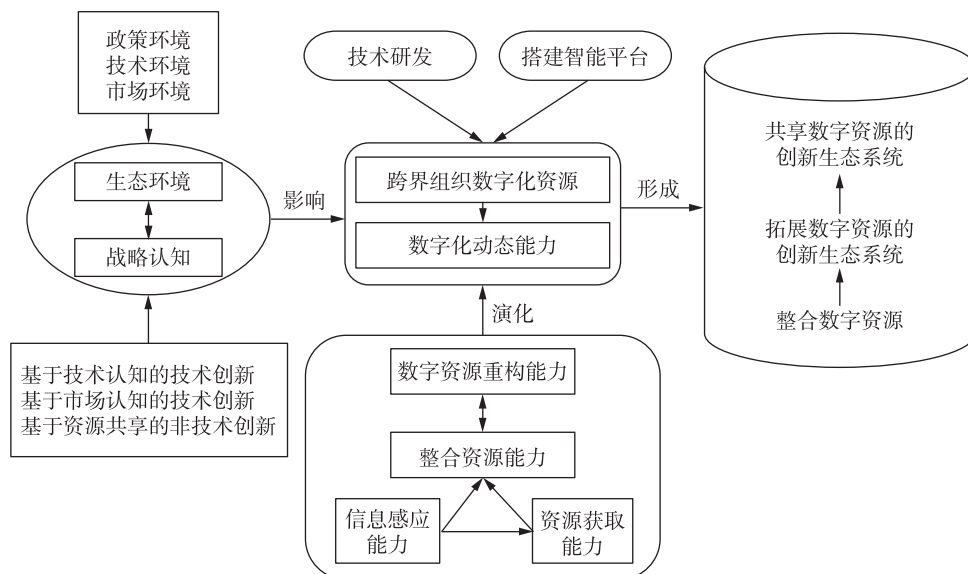 政策环境
技术环境
市场环境
技术研发
搭建智能平台
生态环境
战略认知
影响
跨界组织数字化资源
数字化动态能力
形成
共享数字资源的
创新生态系统
拓展数字资源的
创新生态系统
整合数字资源
演化
基于技术认知的技术创新
基于市场认知的技术创新
基于资源共享的非技术创新
数字资源重构能力
整合资源能力
信息感应
能力
资源获取
能力